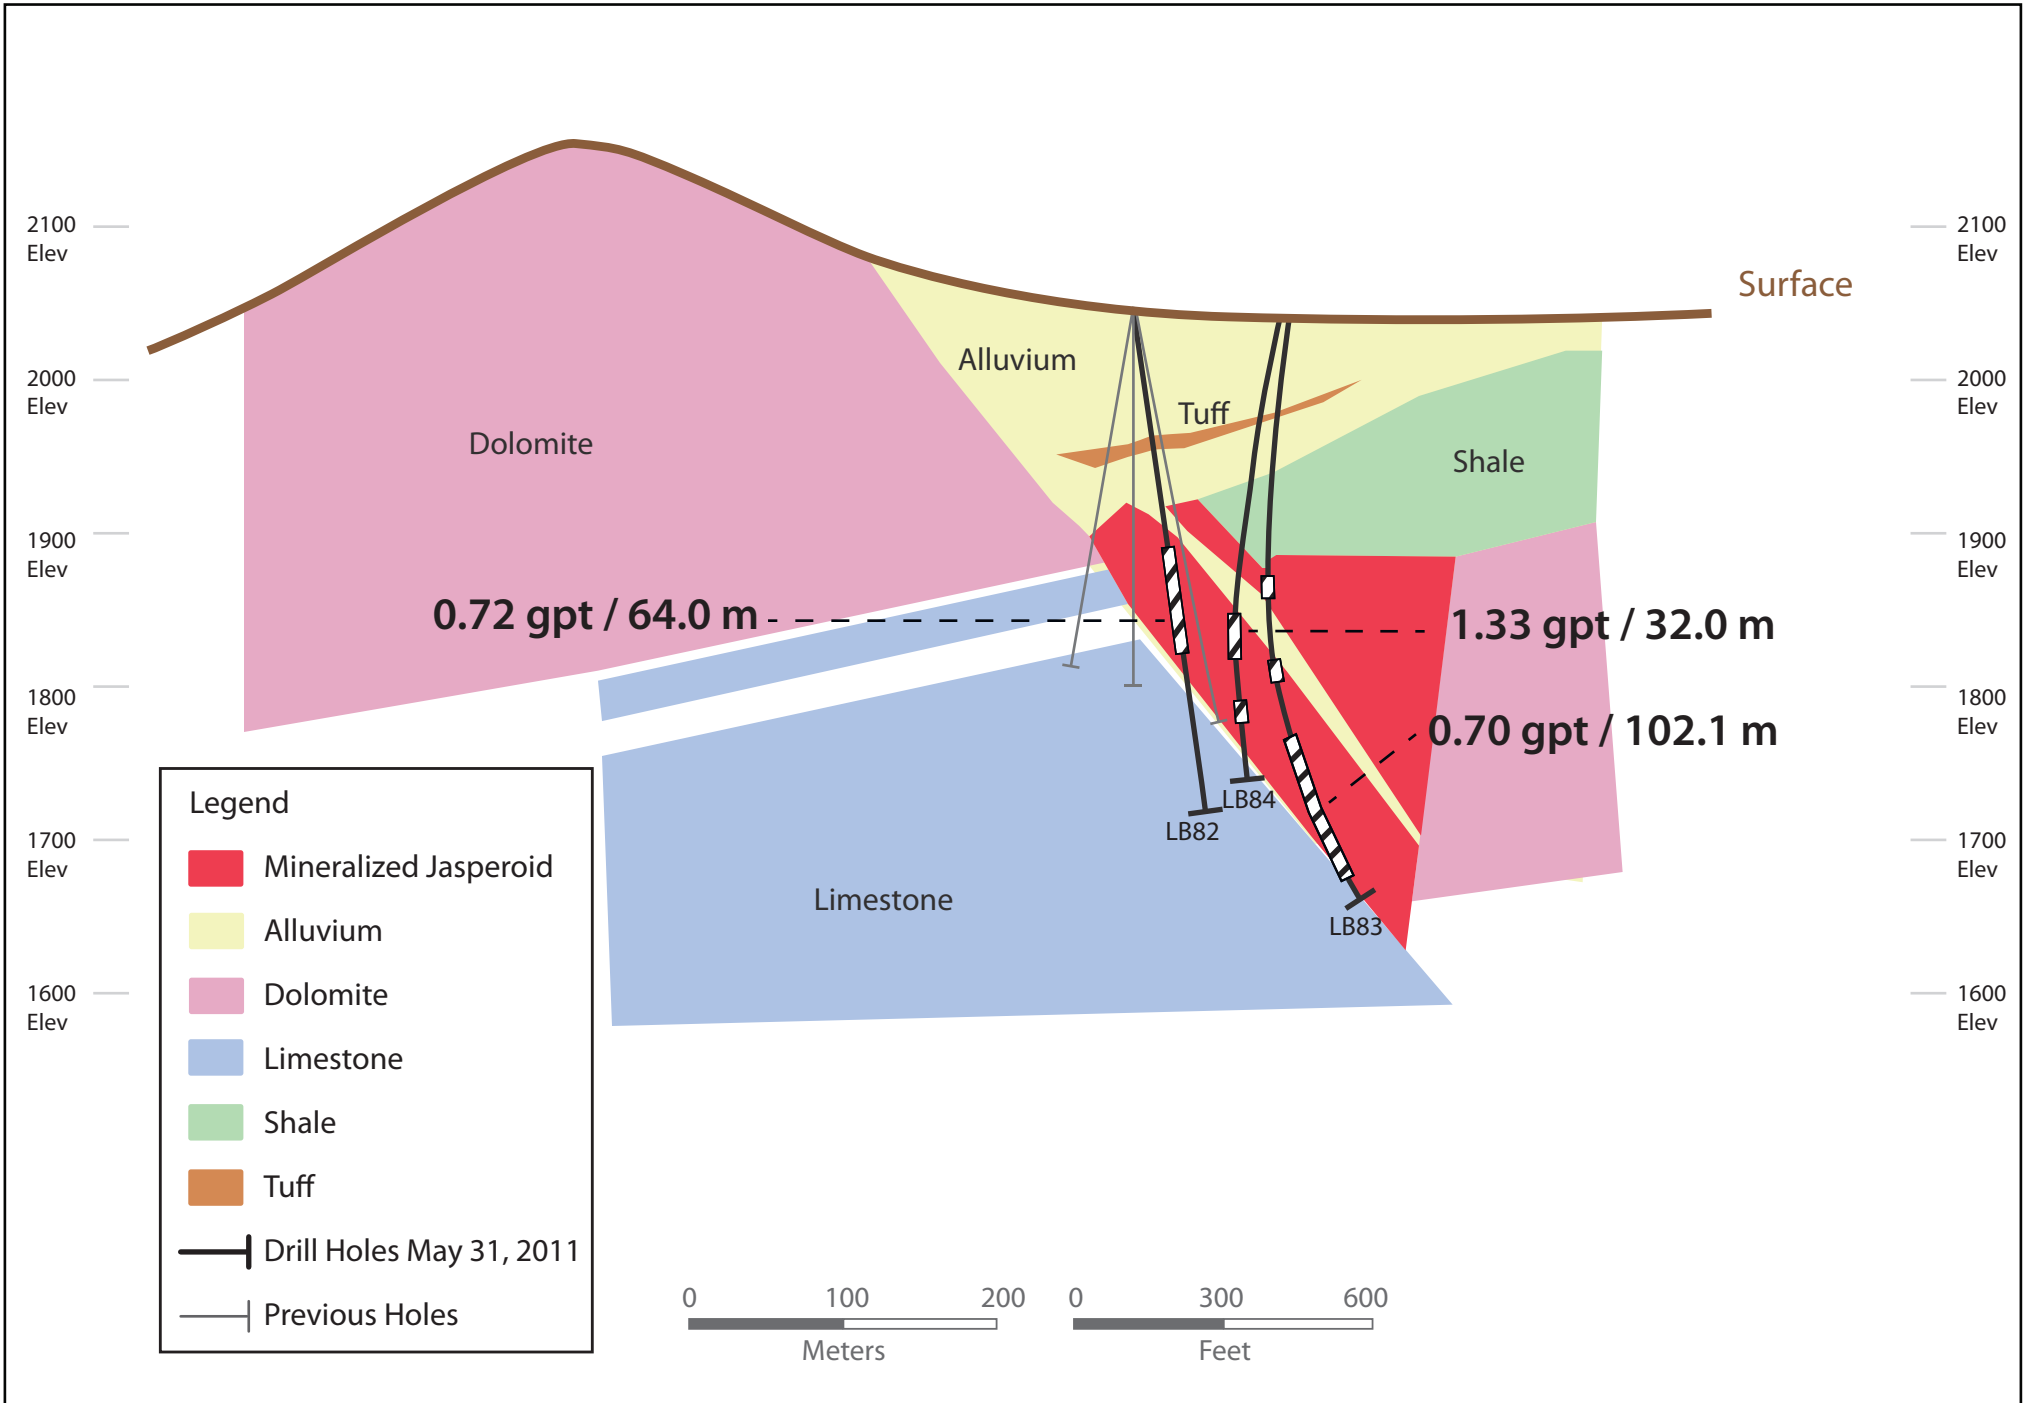 2100
Elev
2100
Elev
Surface
Alluvium
2000
Elev
2000
Elev
Tuff
Dolomite
Shale
1900
Elev
1900
Elev
0.72 gpt / 64.0 m
1.33 gpt / 32.0 m
1800
Elev
1800
Elev
0.70 gpt / 102.1 m
LB84
LB82
1700
Elev
1700
Elev
Limestone
LB83
1600
Elev
1600
Elev
Legend
Mineralized Jasperoid
Alluvium
Dolomite
Limestone
Shale
Tuff
Drill Holes May 31, 2011
Previous Holes
0 100 200
Meters
0 300 600
Feet